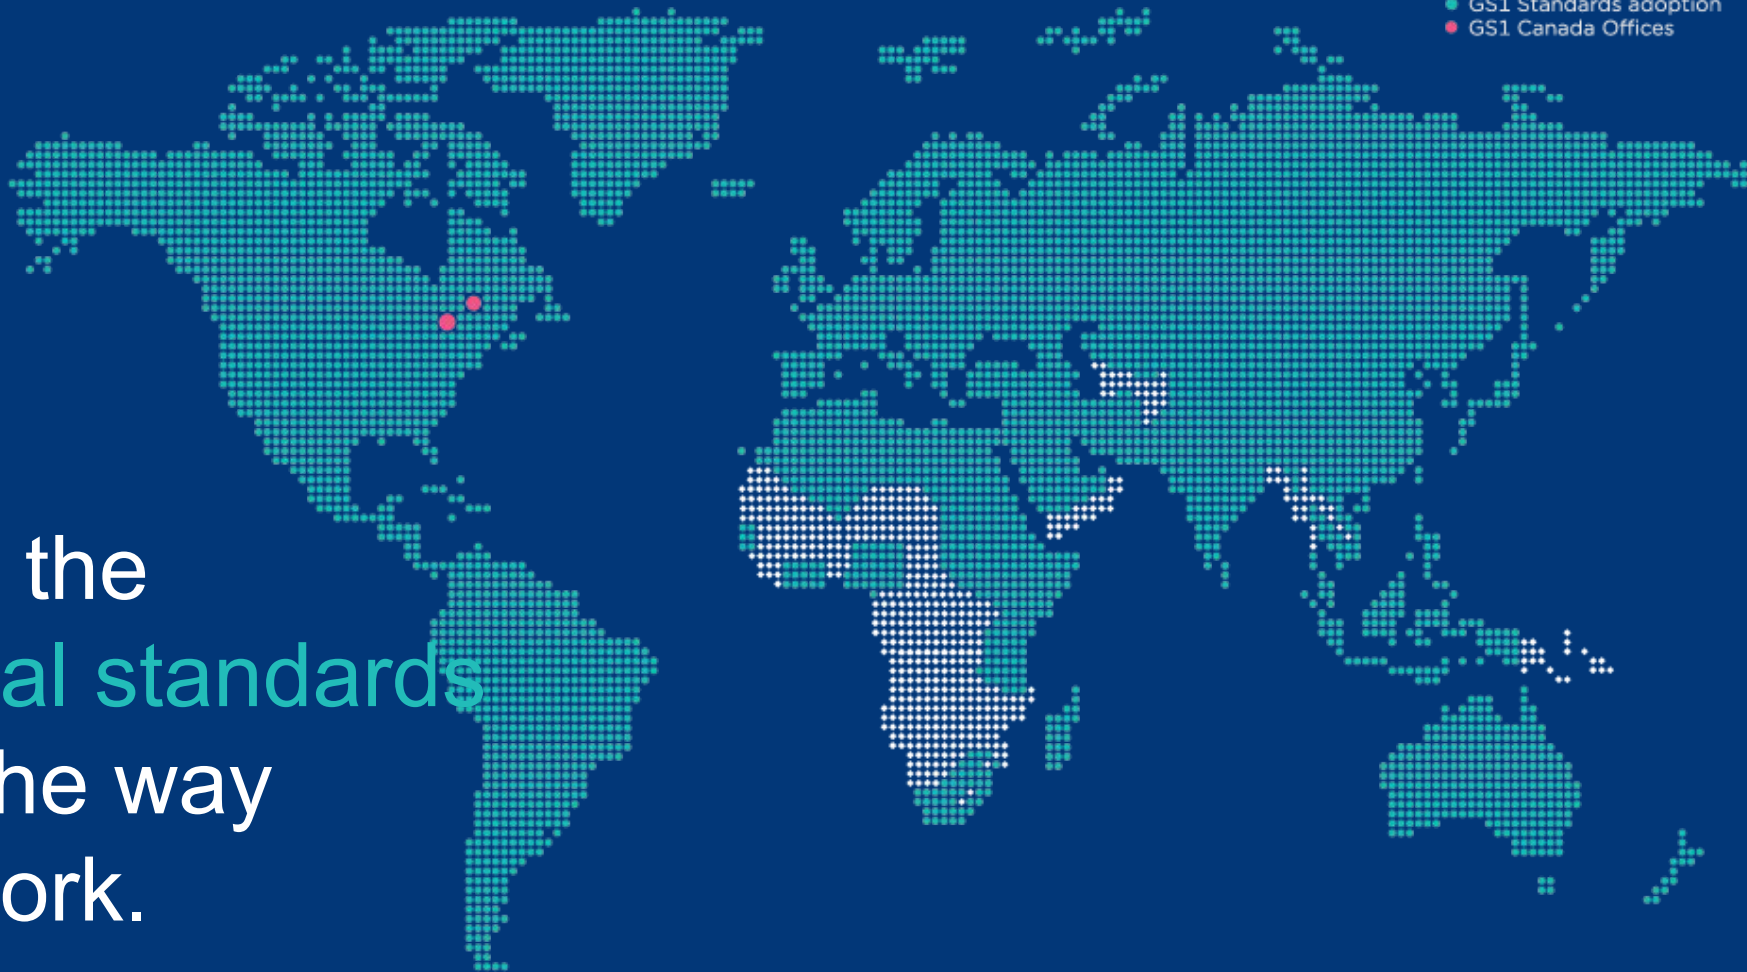 GS1 Standards adoption
GS1 Canada Offices
the
al standards
he way
ork.